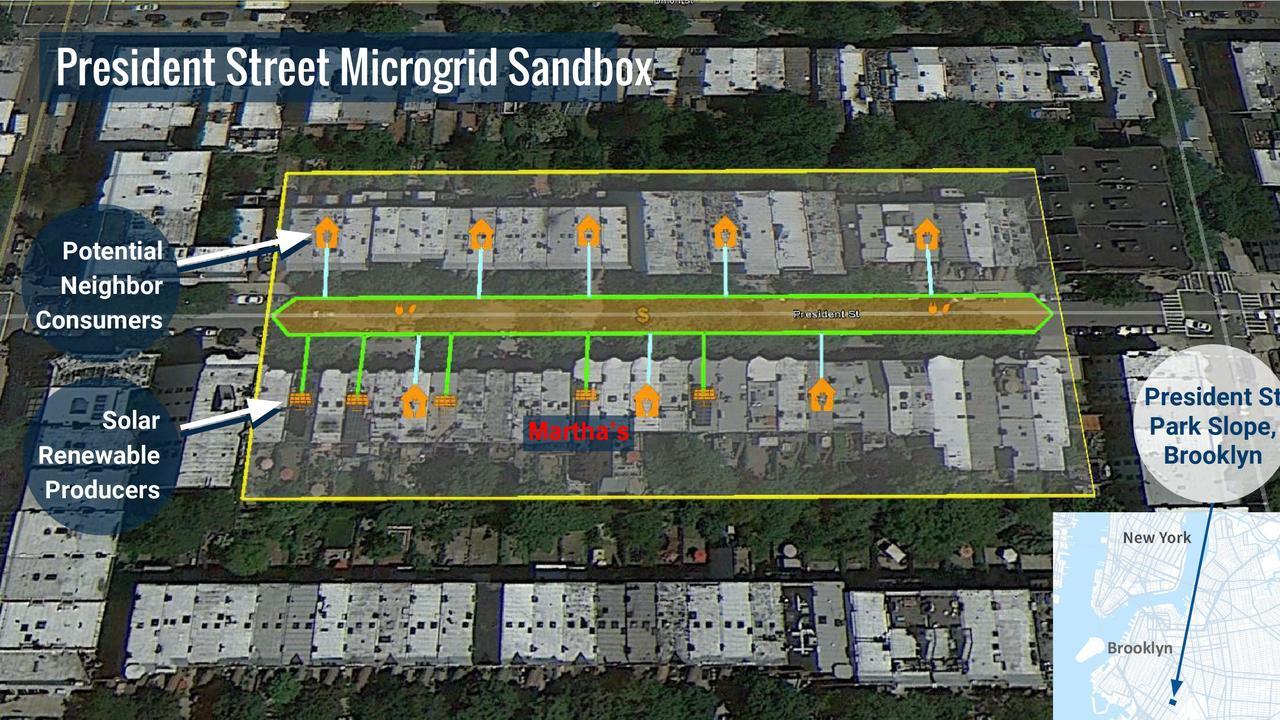 President Street Microgrid Sandbox
Potential
Neighbor
Consumers
$
President St
Solar
Renewable
Producers
Martha's
President St
Park Slope,
Brooklyn
New York
Brooklyn